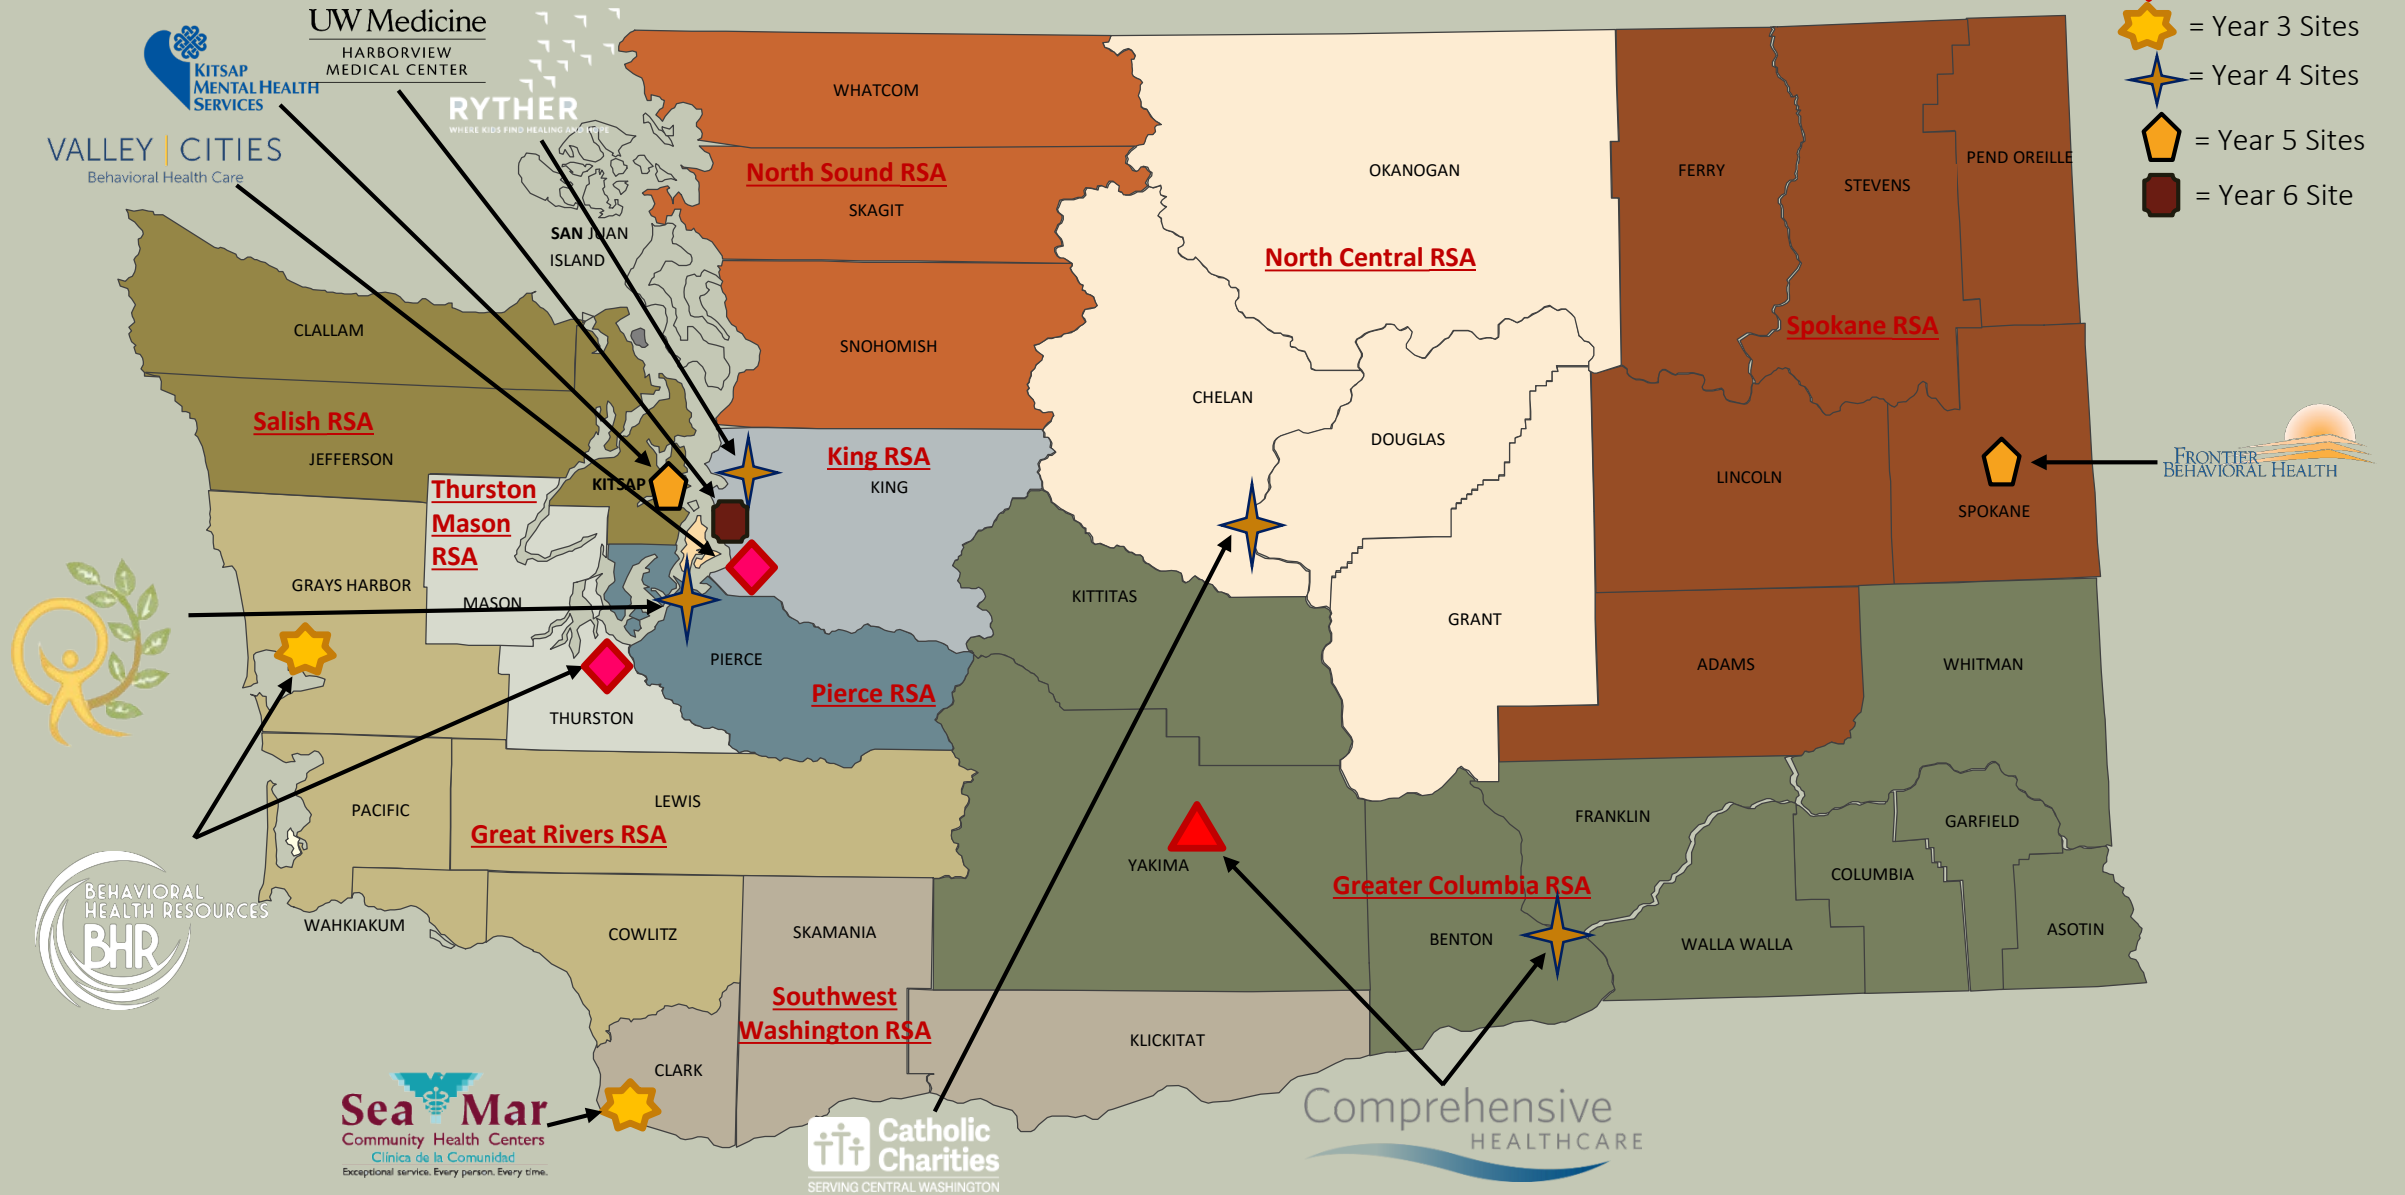 UW Medicine
HARBORVIEW
MEDICAL CENTER
KITSAP
MENTAL HEALTH
SERVICES
RYTHER
WHERE KIDS FIND HEALING AND HOPE
VALLEY | CITIES
Behavioral Health Care
= Year 3 Sites
= Year 4 Sites
= Year 5 Sites
= Year 6 Site
WHATCOM
North Sound RSA
SKAGIT
SAN JUAN
ISLAND
SNOHOMISH
OKANOGAN
North Central RSA
FERRY
STEVENS
PEND OREILLE
Spokane RSA
CLALLAM
Salish RSA
JEFFERSON
KITSAP
King RSA
KING
CHELAN
DOUGLAS
LINCOLN
SPOKANE
FRONTIER
BEHAVIORAL HEALTH
Thurston
Mason
RSA
GRAYS HARBOR
MASON
KITTITAS
GRANT
ADAMS
WHITMAN
PIERCE
Pierce RSA
THURSTON
PACIFIC
LEWIS
Great Rivers RSA
YAKIMA
Greater Columbia RSA
FRANKLIN
GARFIELD
COLUMBIA
BENTON
WALLA WALLA
ASOTIN
BEHAVIORAL
HEALTH RESOURCES
BHR
WAHKIAKUM
COWLITZ
SKAMANIA
Southwest
Washington RSA
KLICKITAT
CLARK
Sea Mar
Community Health Centers
Clínica de la Comunidad
Exceptional service. Every person. Every time.
Catholic
Charities
SERVING CENTRAL WASHINGTON
Comprehensive
HEALTHCARE